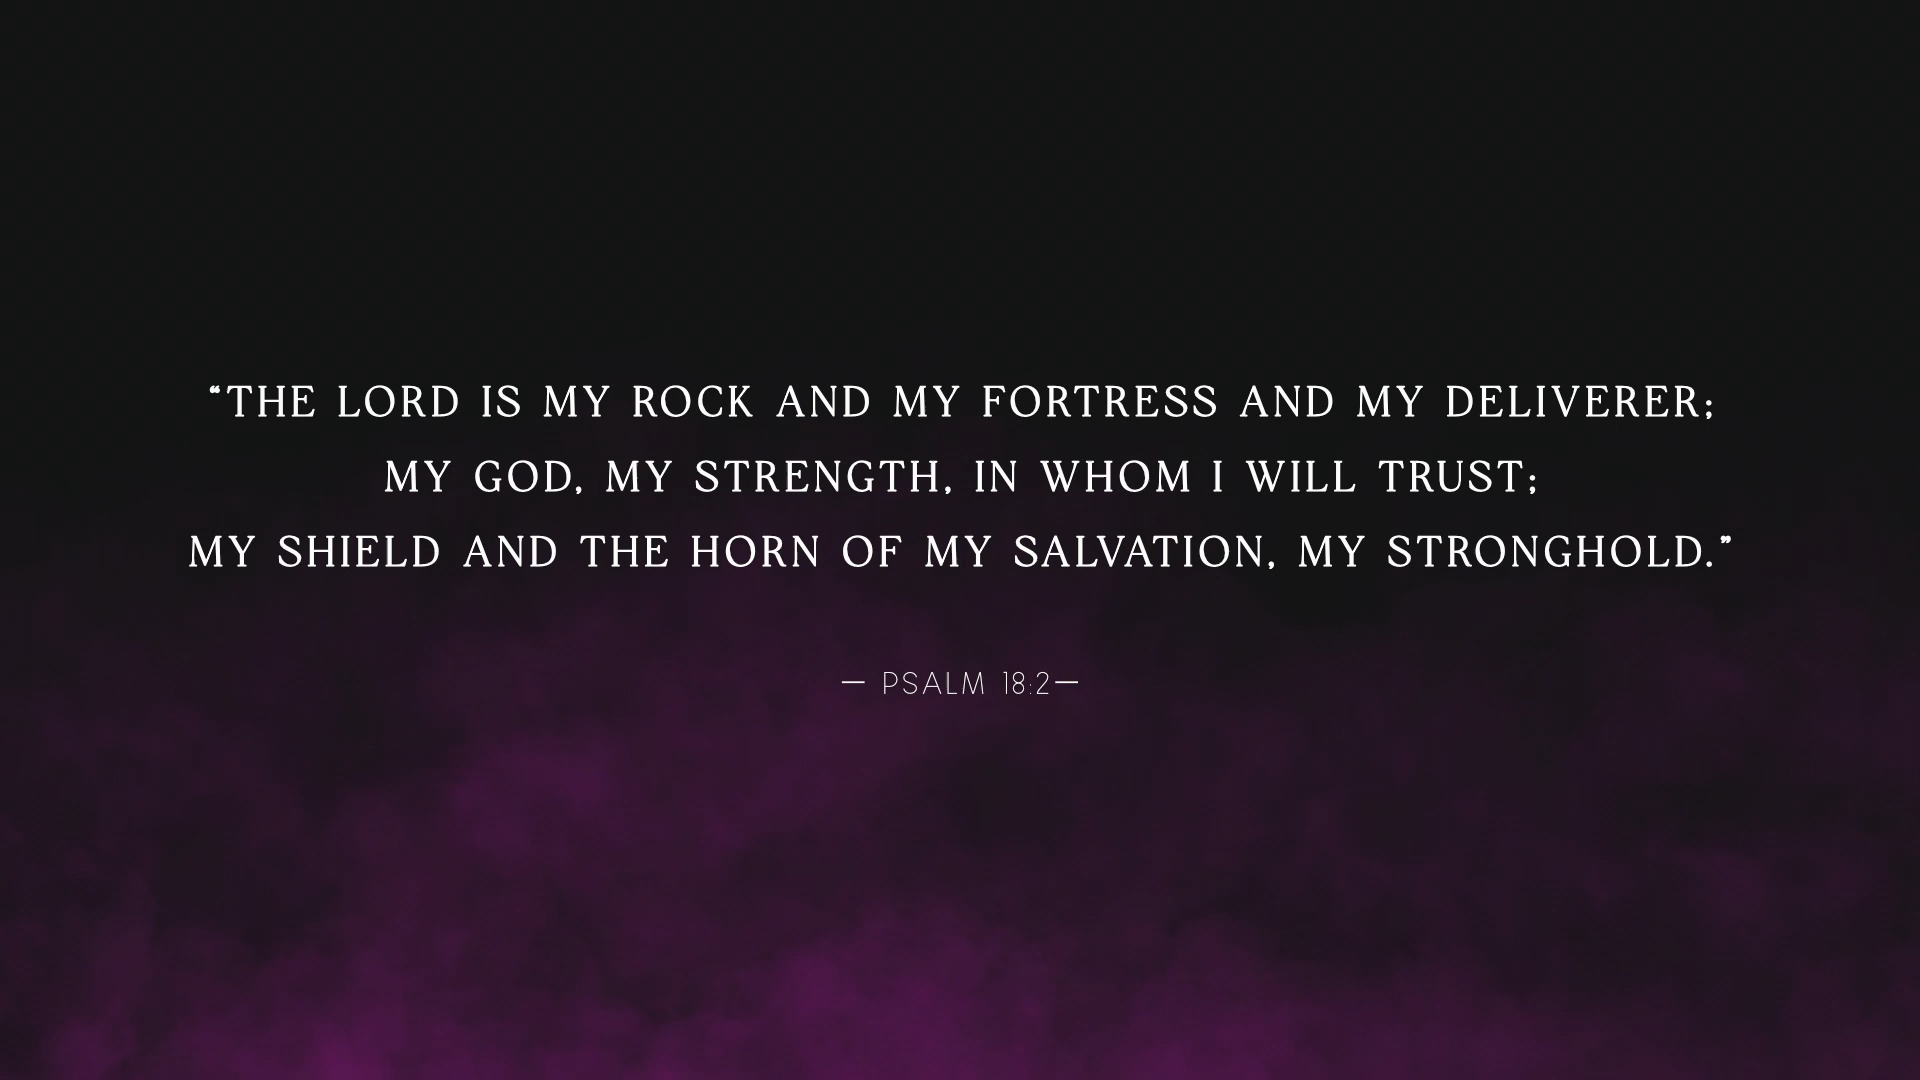 “THE LORD IS MY ROCK AND MY FORTRESS AND MY DELIVERER;
MY GOD, MY STRENGTH, IN WHOM I WILL TRUST;
MY SHIELD AND THE HORN OF MY SALVATION, MY STRONGHOLD.”
— PSALM 18:2—